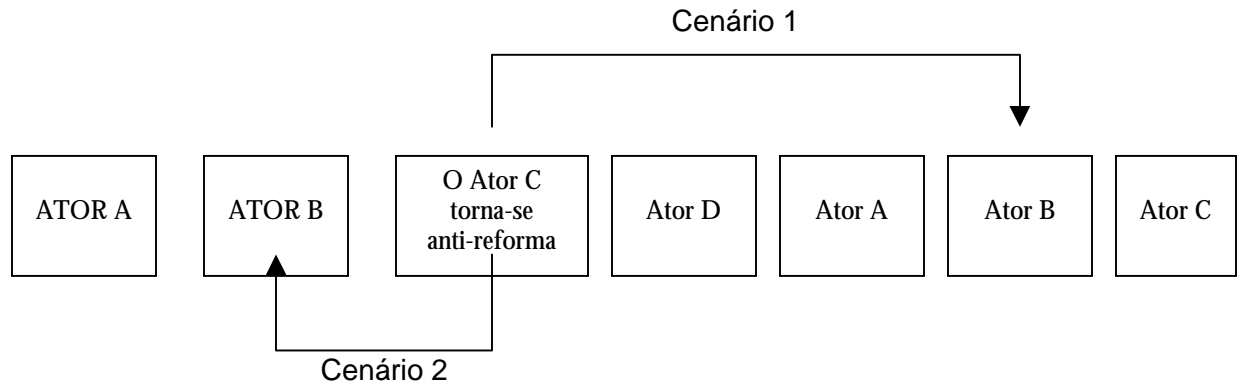 Cenário 1
ATOR A
ATOR B
O Ator C
torna-se
anti-reforma
Ator D
Ator A
Ator B
Ator C
Cenário 2